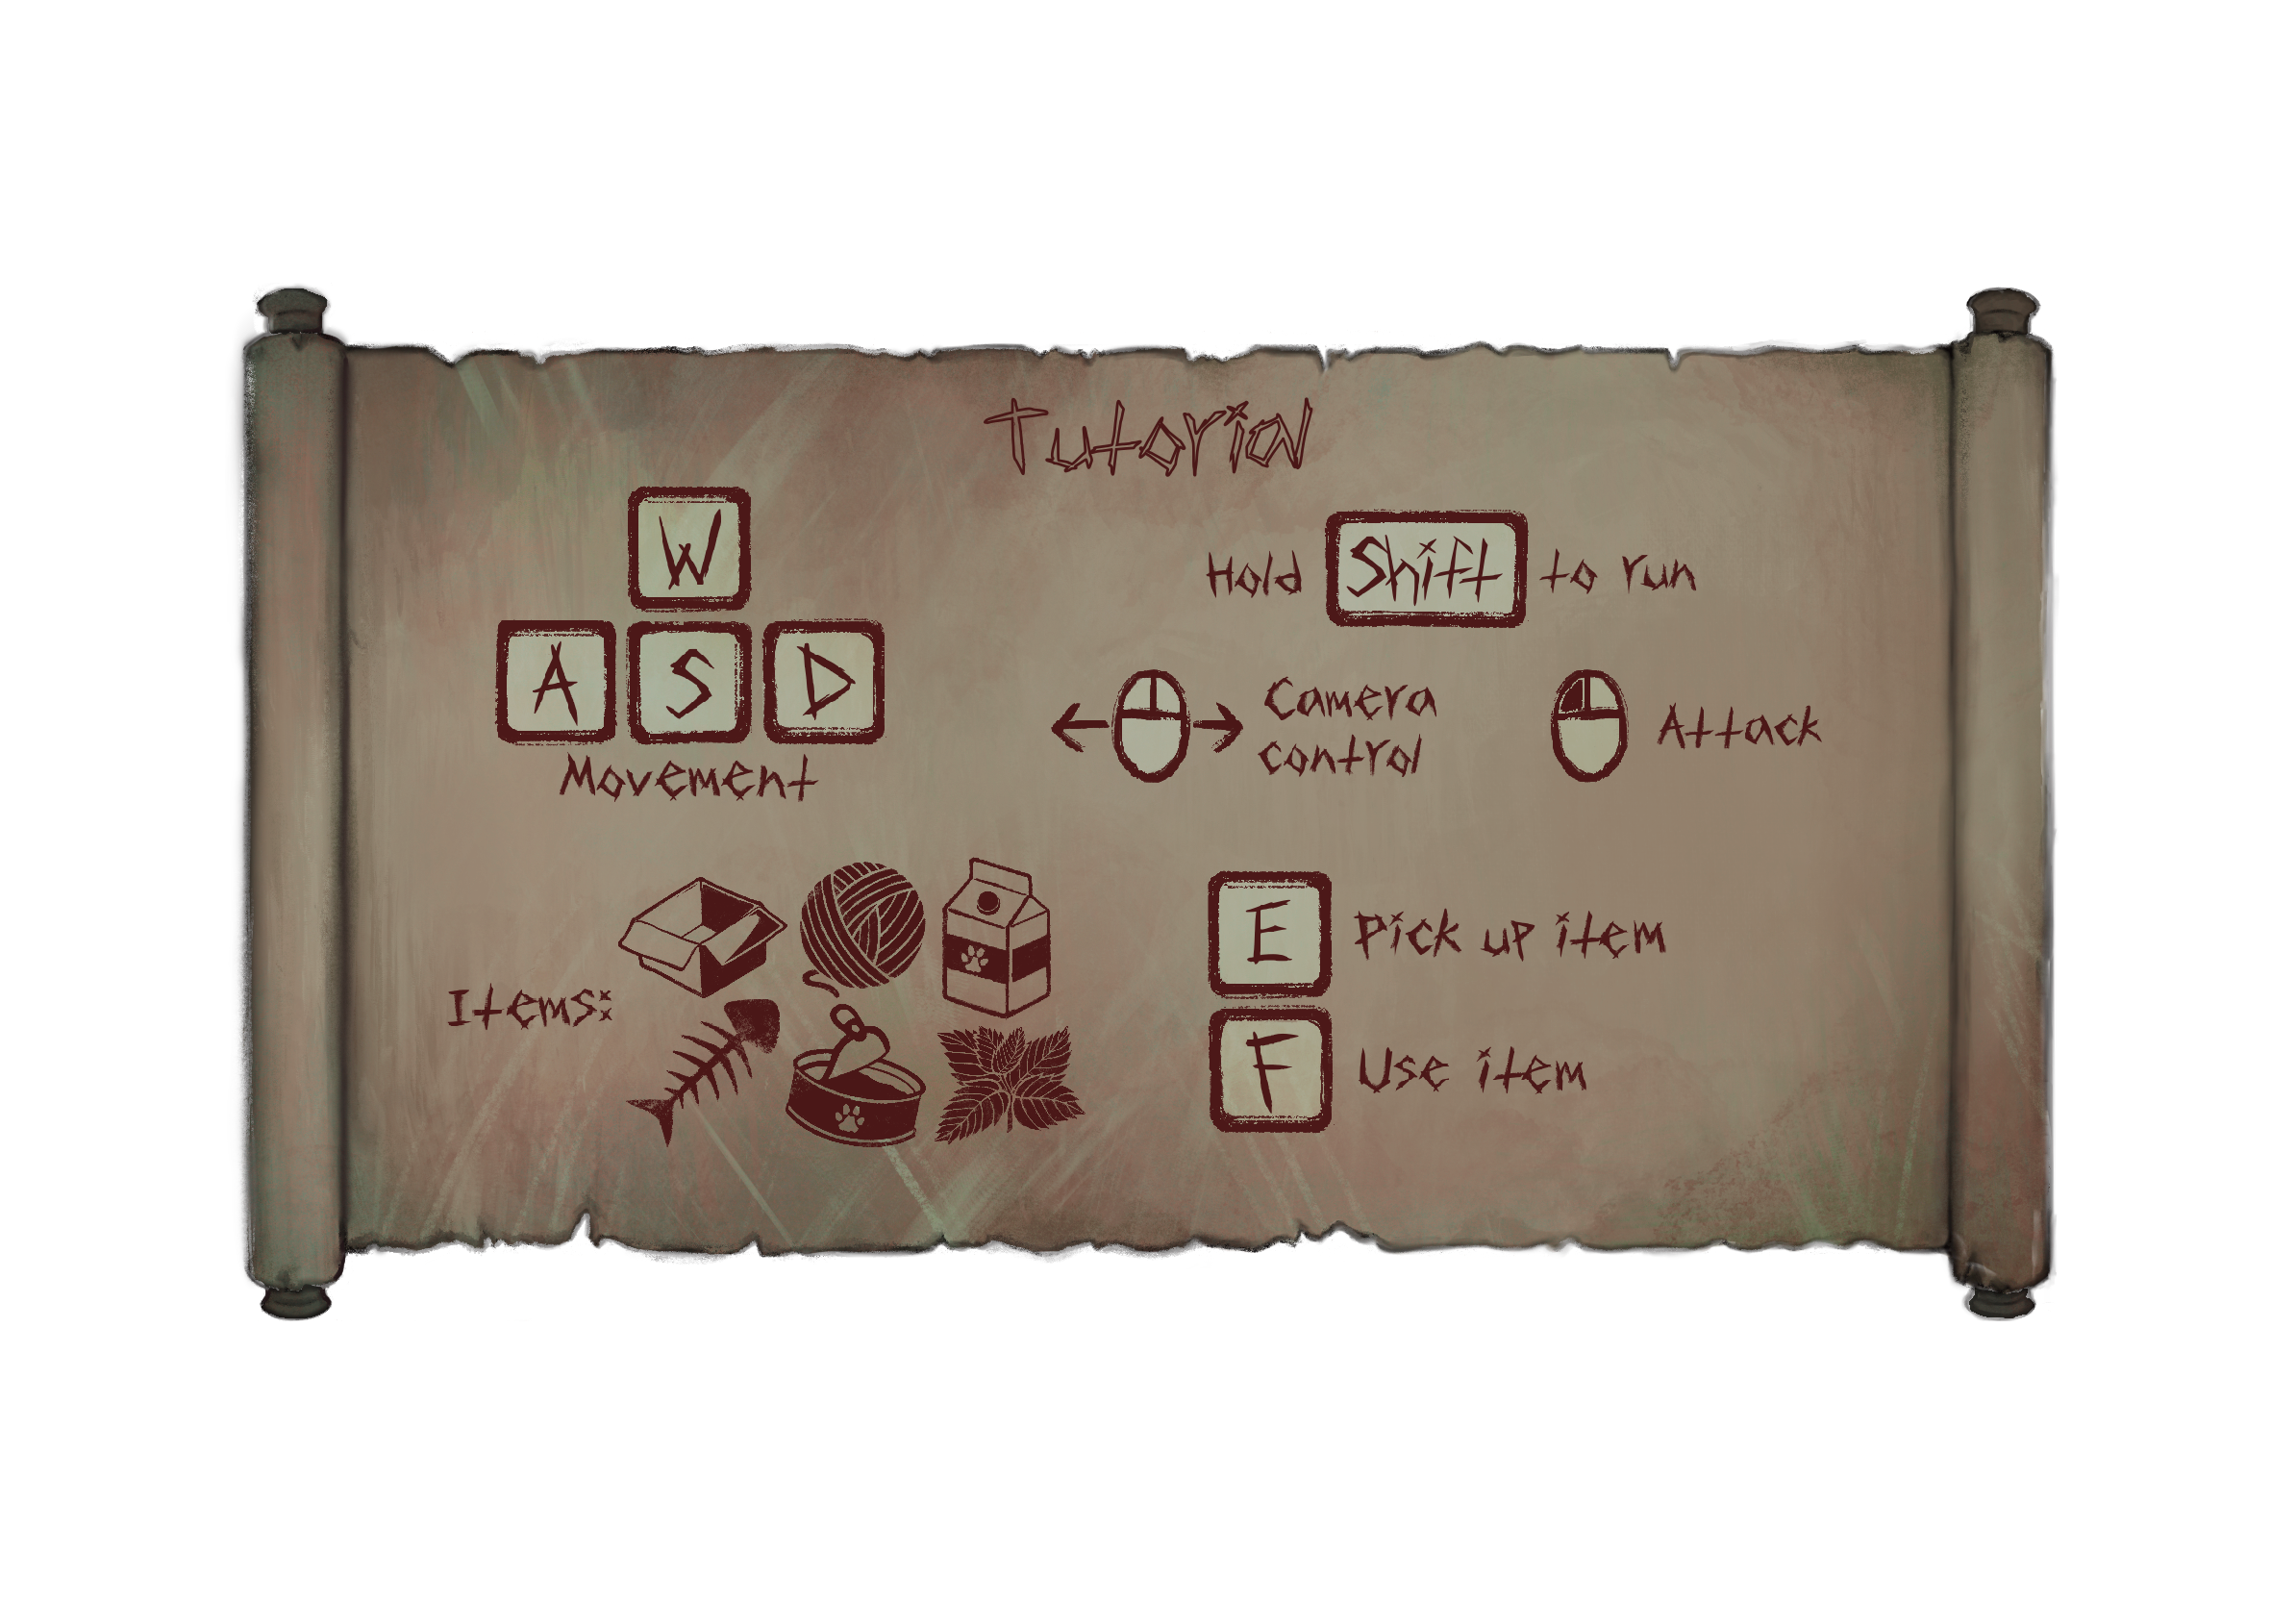 Tutorial
W
A S D
Movement
Hold Shift to run
Camera
control
Attack
Items:
E Pick up item
F Use item